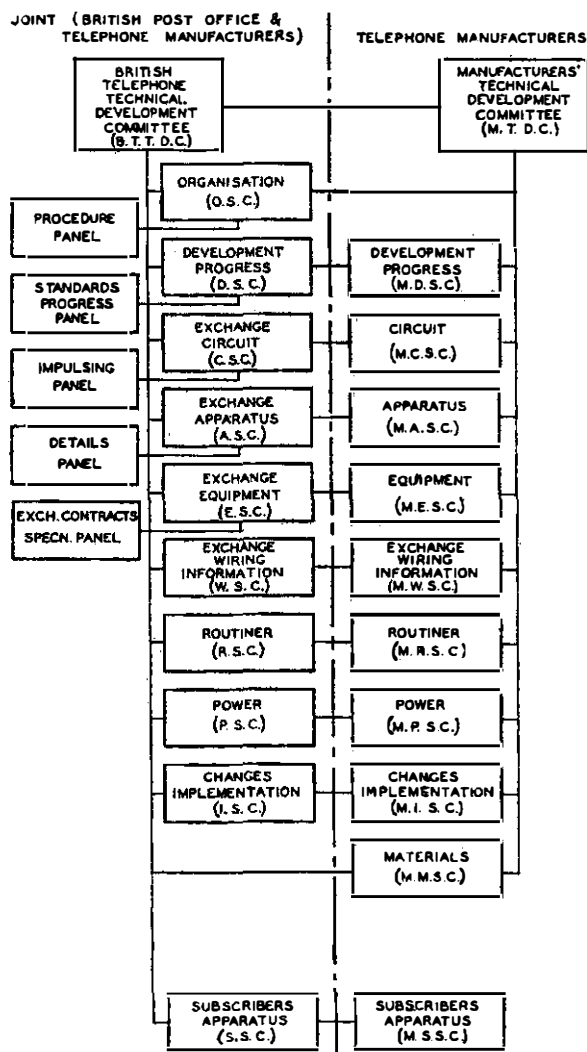 JOINT (BRITISH POST OFFICE &
TELEPHONE MANUFACTURERS)
TELEPHONE MANUFACTURERS
BRITISH
TELEPHONE
TECHNICAL
DEVELOPMENT
COMMITTEE
(B.T.T.D.C.)
MANUFACTURERS'
TECHNICAL
DEVELOPMENT
COMMITTEE
(M.T.D.C.)
ORGANISATION
(O.S.C.)
PROCEDURE
PANEL
DEVELOPMENT
PROGRESS
(D.S.C.)
DEVELOPMENT
PROGRESS
(M.D.S.C)
STANDARDS
PROGRESS
PANEL
EXCHANGE
CIRCUIT
(C.S.C.)
CIRCUIT
(M.C.S.C.)
IMPULSING
PANEL
EXCHANGE
APPARATUS
(A.S.C.)
APPARATUS
(M.A.S.C.)
DETAILS
PANEL
EXCHANGE
EQUIPMENT
(E.S.C.)
EQUIPMENT
(M.E.S.C.)
EXCH. CONTRACTS
SPECN. PANEL
EXCHANGE
WIRING
INFORMATION
(W.S.C.)
EXCHANGE
WIRING
INFORMATION
(M.W.S.C.)
ROUTINER
(R.S.C.)
ROUTINER
(M.R.S.C)
POWER
(P.S.C.)
POWER
(M.P.S.C.)
CHANGES
IMPLEMENTATION
(I.S.C.)
CHANGES
IMPLEMENTATION
(M.I.S.C.)
MATERIALS
(M.M.S.C.)
SUBSCRIBERS
APPARATUS
(S.S.C.)
SUBSCRIBERS
APPARATUS
(M.S.S.C.)